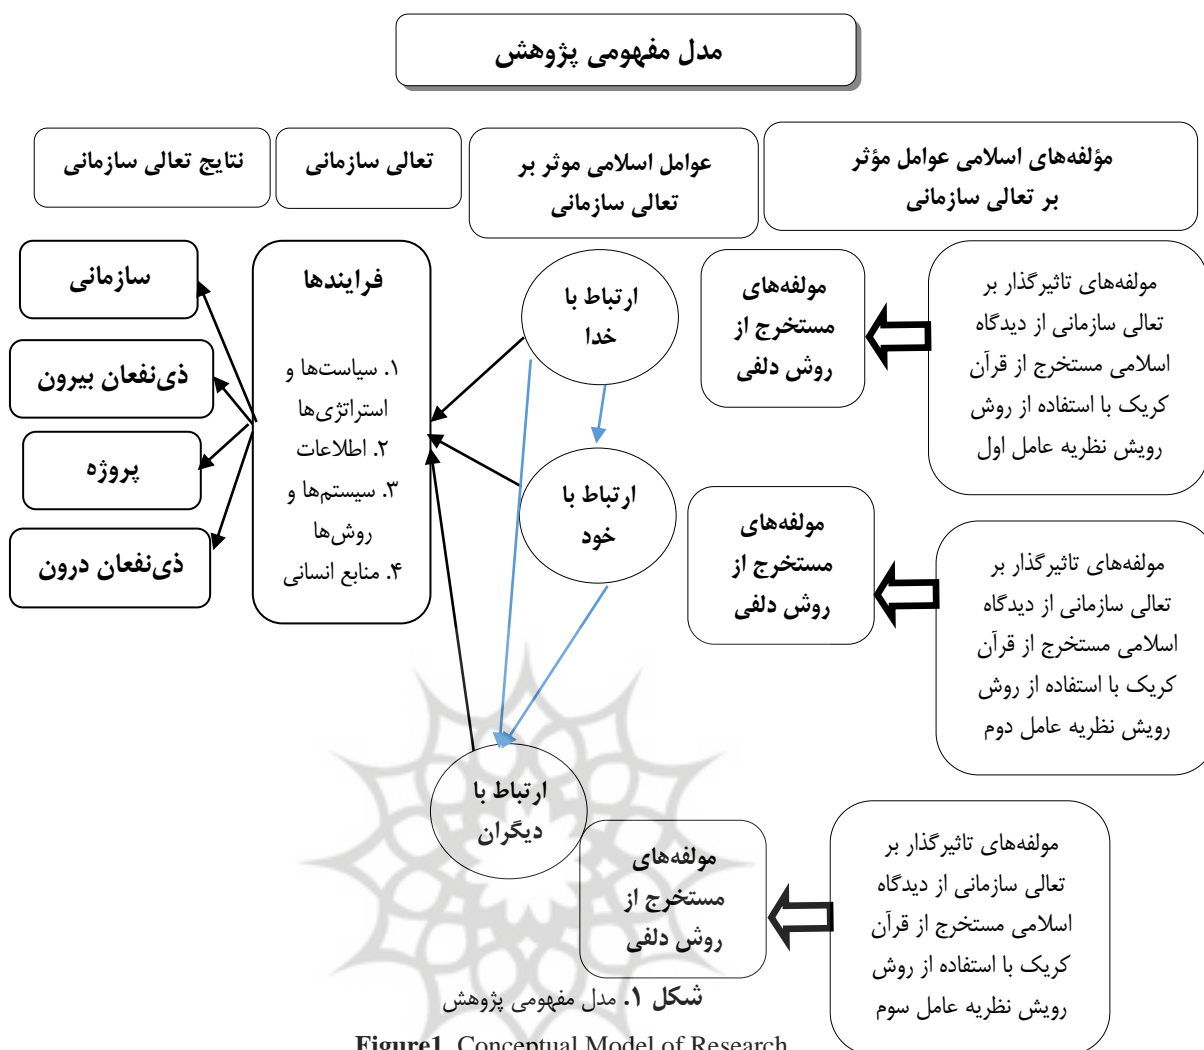 مدل مفهومی پژوهش
مؤلفه‌های اسلامی عوامل مؤثر
بر تعالی سازمانی
عوامل اسلامی موثر بر
تعالی سازمانی
تعالی سازمانی
نتایج تعالی سازمانی
مولفه‌های تاثیرگذار بر
تعالی سازمانی از دیدگاه
اسلامی مستخرج از قرآن
کریک با استفاده از روش
رویش نظریه عامل اول
مولفه‌های
مستخرج از
روش دلفی
ارتباط با
خدا
فرایندها
۱. سیاست‌ها و
استراتژی‌ها
۲. اطلاعات
۳. سیستم‌ها و
روش‌ها
۴. منابع انسانی
سازمانی
ذی‌نفعان بیرون
پروژه
ذی‌نفعان درون
مولفه‌های تاثیرگذار بر
تعالی سازمانی از دیدگاه
اسلامی مستخرج از قرآن
کریک با استفاده از روش
رویش نظریه عامل دوم
مولفه‌های
مستخرج از
روش دلفی
ارتباط با
خود
مولفه‌های تاثیرگذار بر
تعالی سازمانی از دیدگاه
اسلامی مستخرج از قرآن
کریک با استفاده از روش
رویش نظریه عامل سوم
مولفه‌های
مستخرج از
روش دلفی
ارتباط با
دیگران
شکل ۱. مدل مفهومی پژوهش
Figure1. Conceptual Model of Research